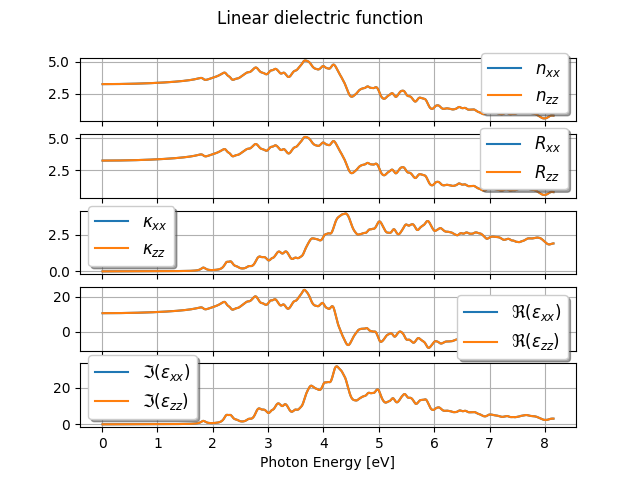 Linear dielectric function
5.0
2.5
n_xx
n_zz
5.0
2.5
R_xx
R_zz
2.5
0.0
κ_xx
κ_zz
20
0
ℜ(ε_xx)
ℜ(ε_zz)
20
0
ℑ(ε_xx)
ℑ(ε_zz)
0 1 2 3 4 5 6 7 8
Photon Energy [eV]